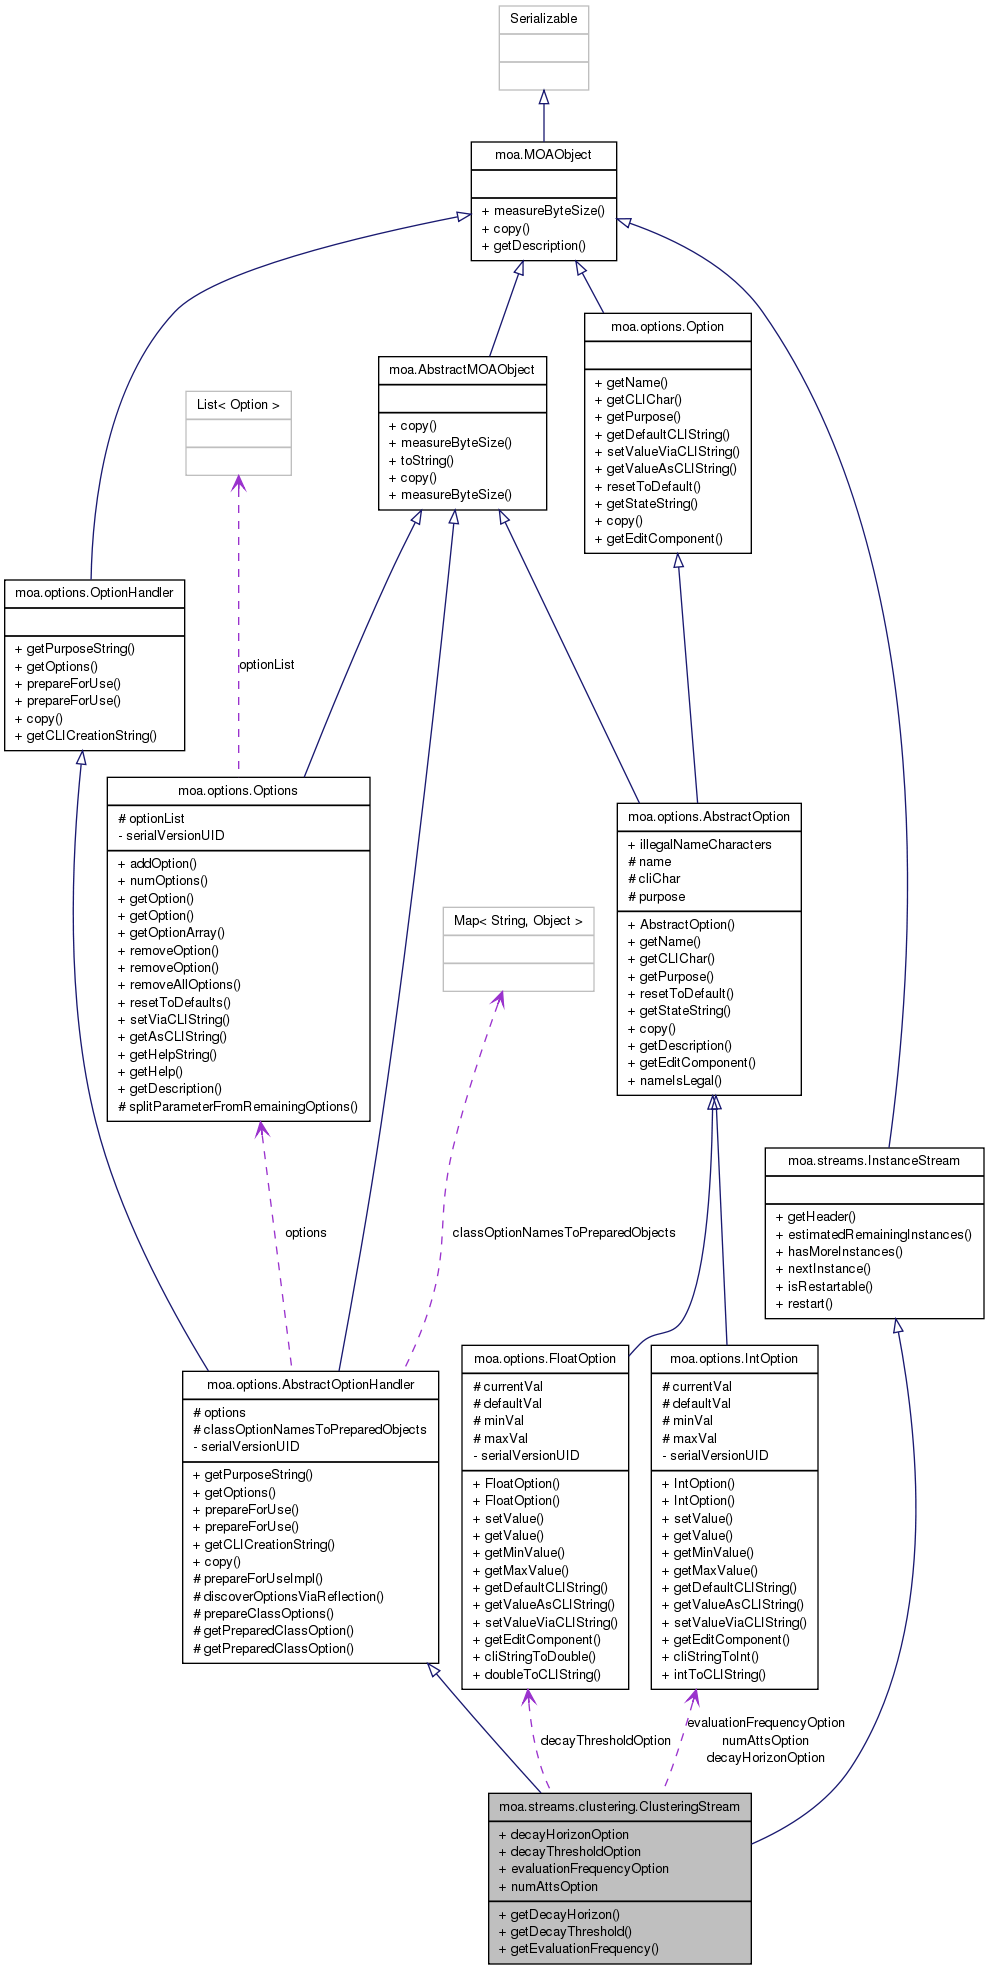 Serializable
moa.MOAObject
+ measureByteSize()
+ copy()
+ getDescription()
moa.options.Option
+ getName()
+ getCLIChar()
+ getPurpose()
+ getDefaultCLIString()
+ setValueViaCLIString()
+ getValueAsCLIString()
+ resetToDefault()
+ getStateString()
+ copy()
+ getEditComponent()
moa.AbstractMOAObject
+ copy()
+ measureByteSize()
+ toString()
+ copy()
+ measureByteSize()
List< Option >
moa.options.OptionHandler
+ getPurposeString()
+ getOptions()
+ prepareForUse()
+ prepareForUse()
+ copy()
+ getCLICreationString()
optionList
moa.options.Options
# optionList
- serialVersionUID
+ addOption()
+ numOptions()
+ getOption()
+ getOption()
+ getOptionArray()
+ removeOption()
+ removeOption()
+ removeAllOptions()
+ resetToDefaults()
+ setViaCLIString()
+ getAsCLIString()
+ getHelpString()
+ getHelp()
+ getDescription()
# splitParameterFromRemainingOptions()
moa.options.AbstractOption
+ illegalNameCharacters
# name
# cliChar
# purpose
+ AbstractOption()
+ getName()
+ getCLIChar()
+ getPurpose()
+ resetToDefault()
+ getStateString()
+ copy()
+ getDescription()
+ getEditComponent()
+ nameIsLegal()
Map< String, Object >
moa.streams.InstanceStream
+ getHeader()
+ estimatedRemainingInstances()
+ hasMoreInstances()
+ nextInstance()
+ isRestartable()
+ restart()
options
classOptionNamesToPreparedObjects
moa.options.AbstractOptionHandler
# options
# classOptionNamesToPreparedObjects
- serialVersionUID
+ getPurposeString()
+ getOptions()
+ prepareForUse()
+ prepareForUse()
+ getCLICreationString()
+ copy()
# prepareForUseImpl()
# discoverOptionsViaReflection()
# prepareClassOptions()
# getPreparedClassOption()
# getPreparedClassOption()
moa.options.FloatOption
# currentVal
# defaultVal
# minVal
# maxVal
- serialVersionUID
+ FloatOption()
+ FloatOption()
+ setValue()
+ getValue()
+ getMinValue()
+ getMaxValue()
+ getDefaultCLIString()
+ getValueAsCLIString()
+ setValueViaCLIString()
+ getEditComponent()
+ cliStringToDouble()
+ doubleToCLIString()
moa.options.IntOption
# currentVal
# defaultVal
# minVal
# maxVal
- serialVersionUID
+ IntOption()
+ IntOption()
+ setValue()
+ getValue()
+ getMinValue()
+ getMaxValue()
+ getDefaultCLIString()
+ getValueAsCLIString()
+ setValueViaCLIString()
+ getEditComponent()
+ cliStringToInt()
+ intToCLIString()
decayThresholdOption
evaluationFrequencyOption
numAttsOption
decayHorizonOption
moa.streams.clustering.ClusteringStream
+ decayHorizonOption
+ decayThresholdOption
+ evaluationFrequencyOption
+ numAttsOption
+ getDecayHorizon()
+ getDecayThreshold()
+ getEvaluationFrequency()